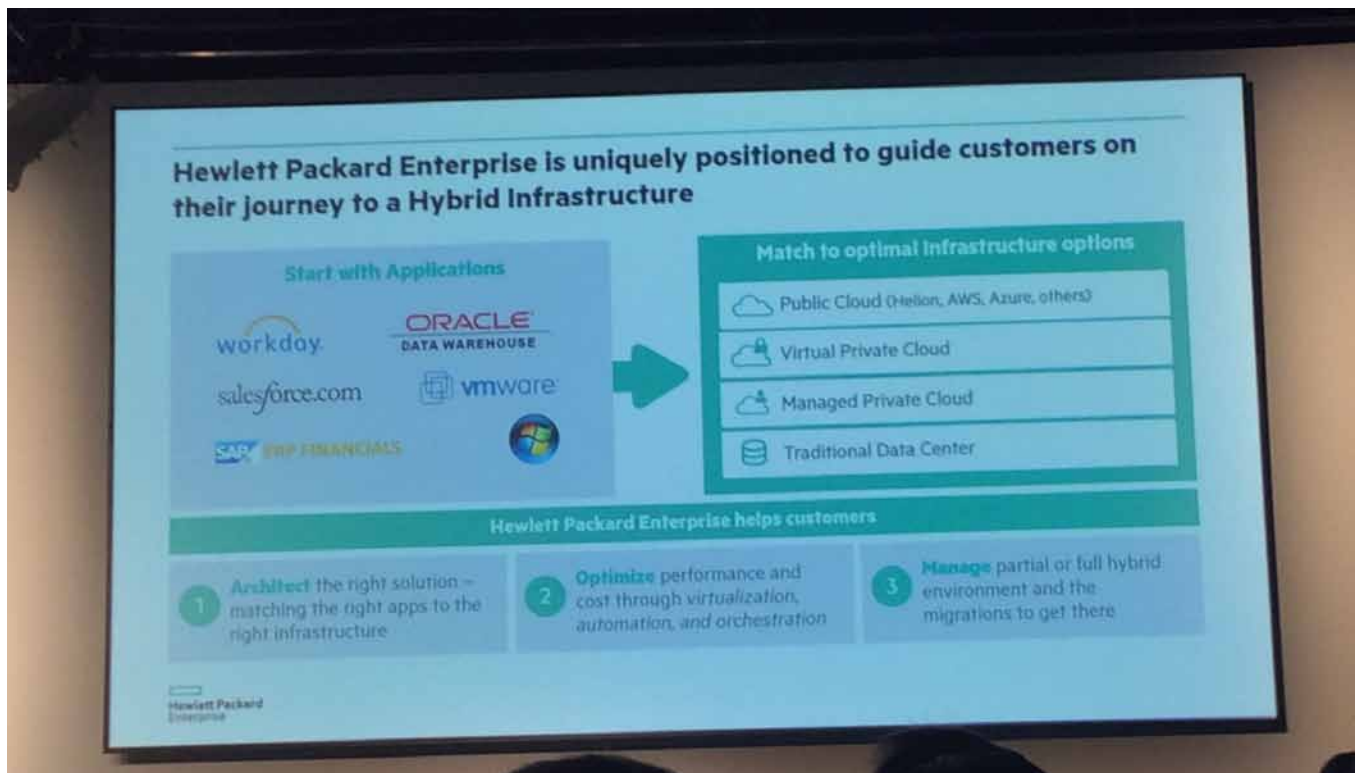 Hewlett Packard Enterprise is uniquely positioned to guide customers on
their journey to a Hybrid Infrastructure
Start with Applications
workday.
ORACLE
DATA WAREHOUSE
salesforce.com
vmware
SAP ERP FINANCIALS
Match to optimal infrastructure options
Public Cloud (Helion, AWS, Azure, others)
Virtual Private Cloud
Managed Private Cloud
Traditional Data Center
Hewlett Packard Enterprise helps customers
1
Architect the right solution –
matching the right apps to the
right infrastructure
2
Optimize performance and
cost through virtualization,
automation, and orchestration
3
Manage partial or full hybrid
environment and the
migrations to get there
Hewlett Packard
Enterprise